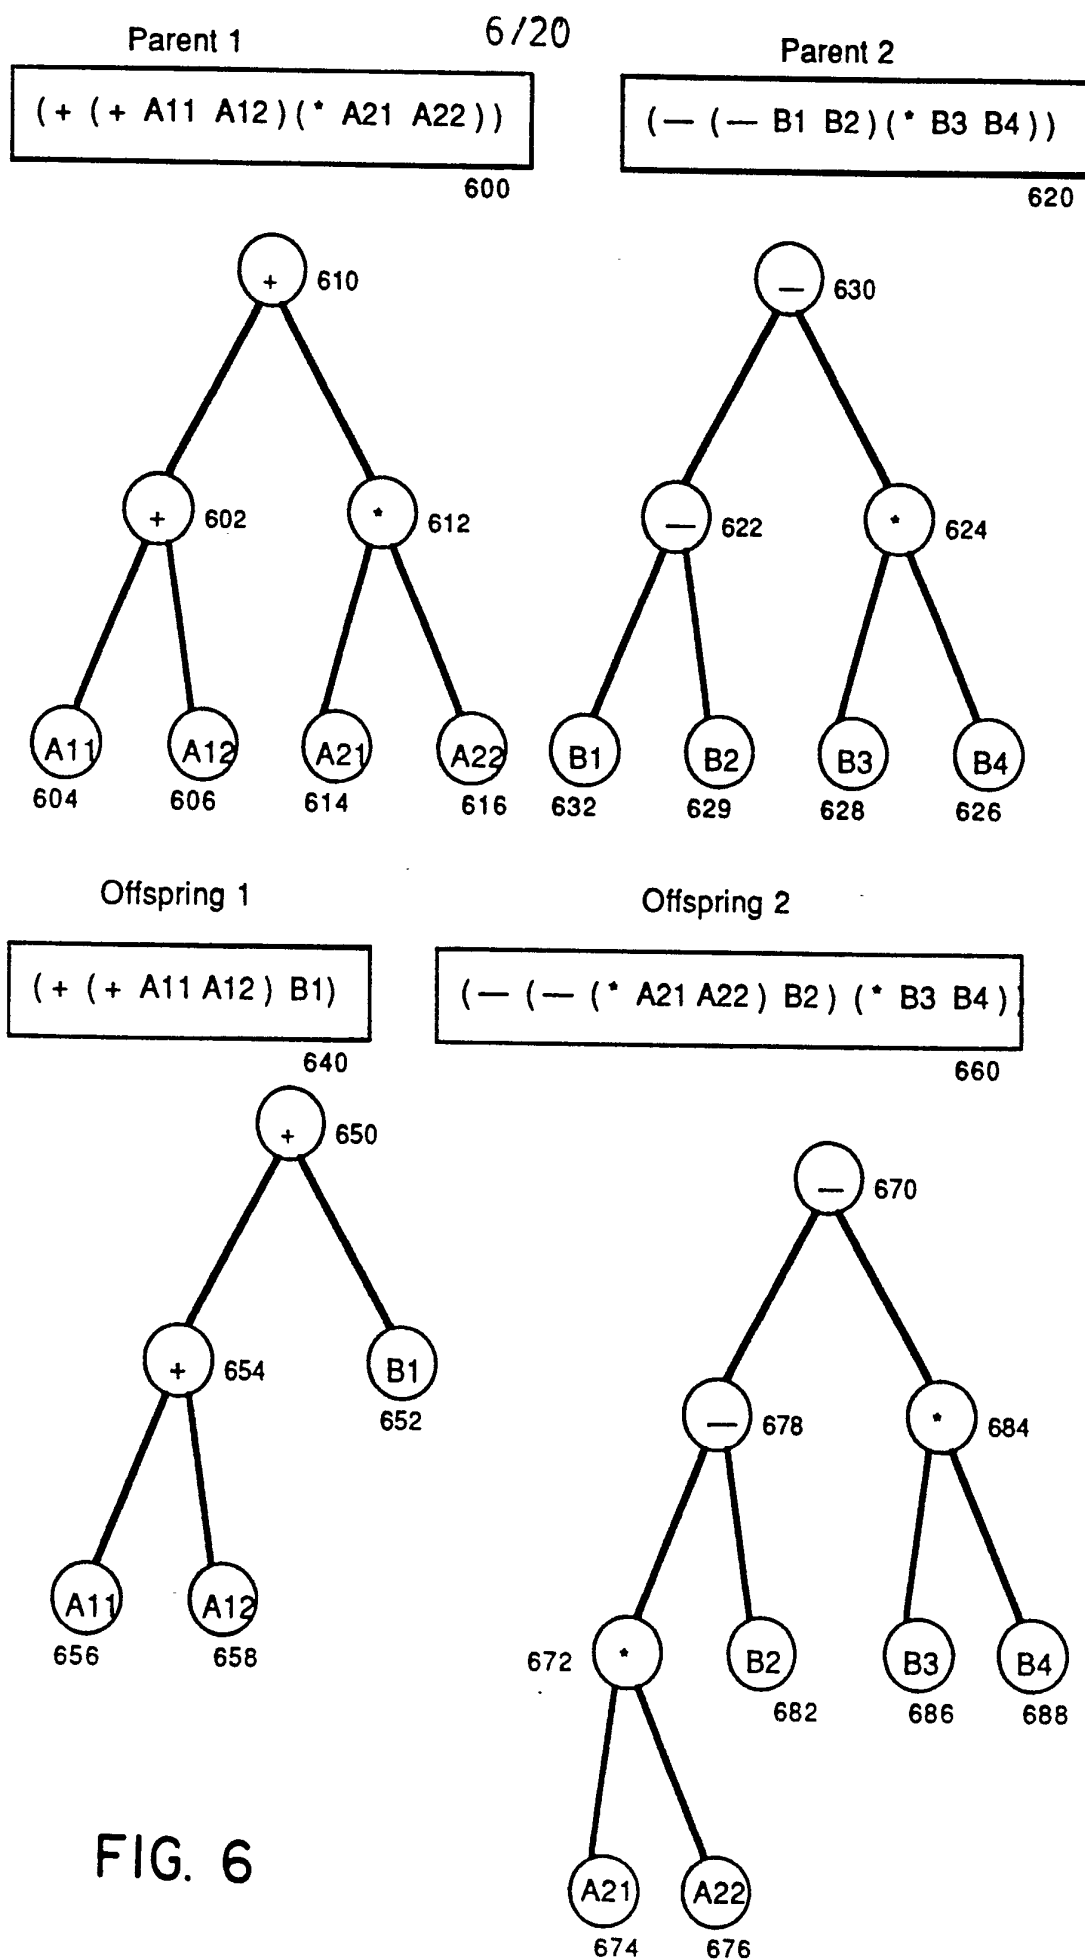 6/20
Parent 1
Parent 2
(+ (+ A11 A12)(* A21 A22))
(— (— B1 B2)(* B3 B4))
600
620
+ 610
— 630
+ 602
* 612
— 622
* 624
A11 A12 A21 A22
B1 B2 B3 B4
604 606 614 616
632 629 628 626
Offspring 1
Offspring 2
(+ (+ A11 A12) B1)
(— (— (* A21 A22) B2) (* B3 B4)
640
660
+ 650
— 670
+ 654
B1
652
— 678
* 684
A11 A12
656 658
672 *
B2 B3 B4
682 686 688
A21 A22
674 676
FIG. 6